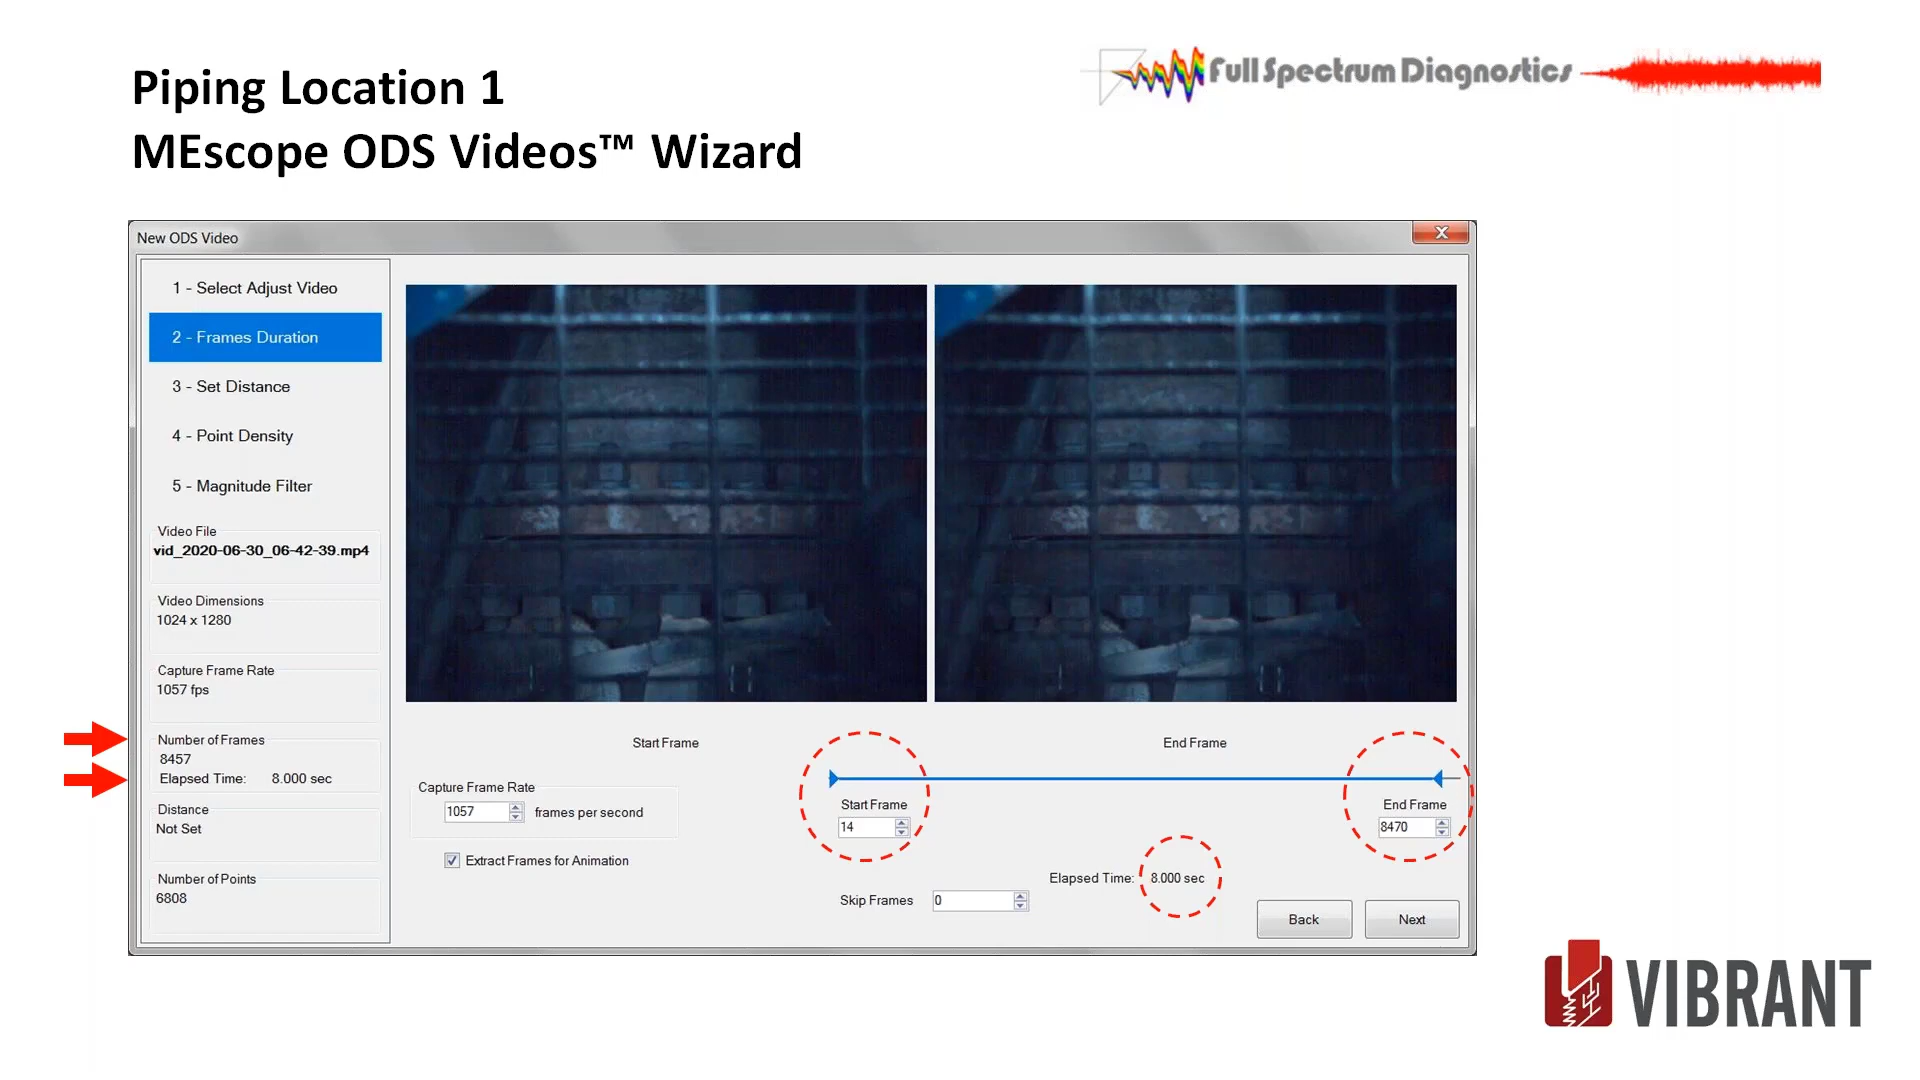 Piping Location 1
MEscope ODS Videos™ Wizard
Full Spectrum Diagnostics
New ODS Video
1 - Select Adjust Video
2 - Frames Duration
3 - Set Distance
4 - Point Density
5 - Magnitude Filter
Video File
vid_2020-06-30_06-42-39.mp4
Video Dimensions
1024 x 1280
Capture Frame Rate
1057 fps
Number of Frames
8457
Elapsed Time: 8.000 sec
Distance
Not Set
Number of Points
6808
Start Frame
End Frame
Capture Frame Rate
1057 frames per second
Extract Frames for Animation
Start Frame
14
End Frame
8470
Elapsed Time: 8.000 sec
Skip Frames 0
Back
Next
VIBRANT